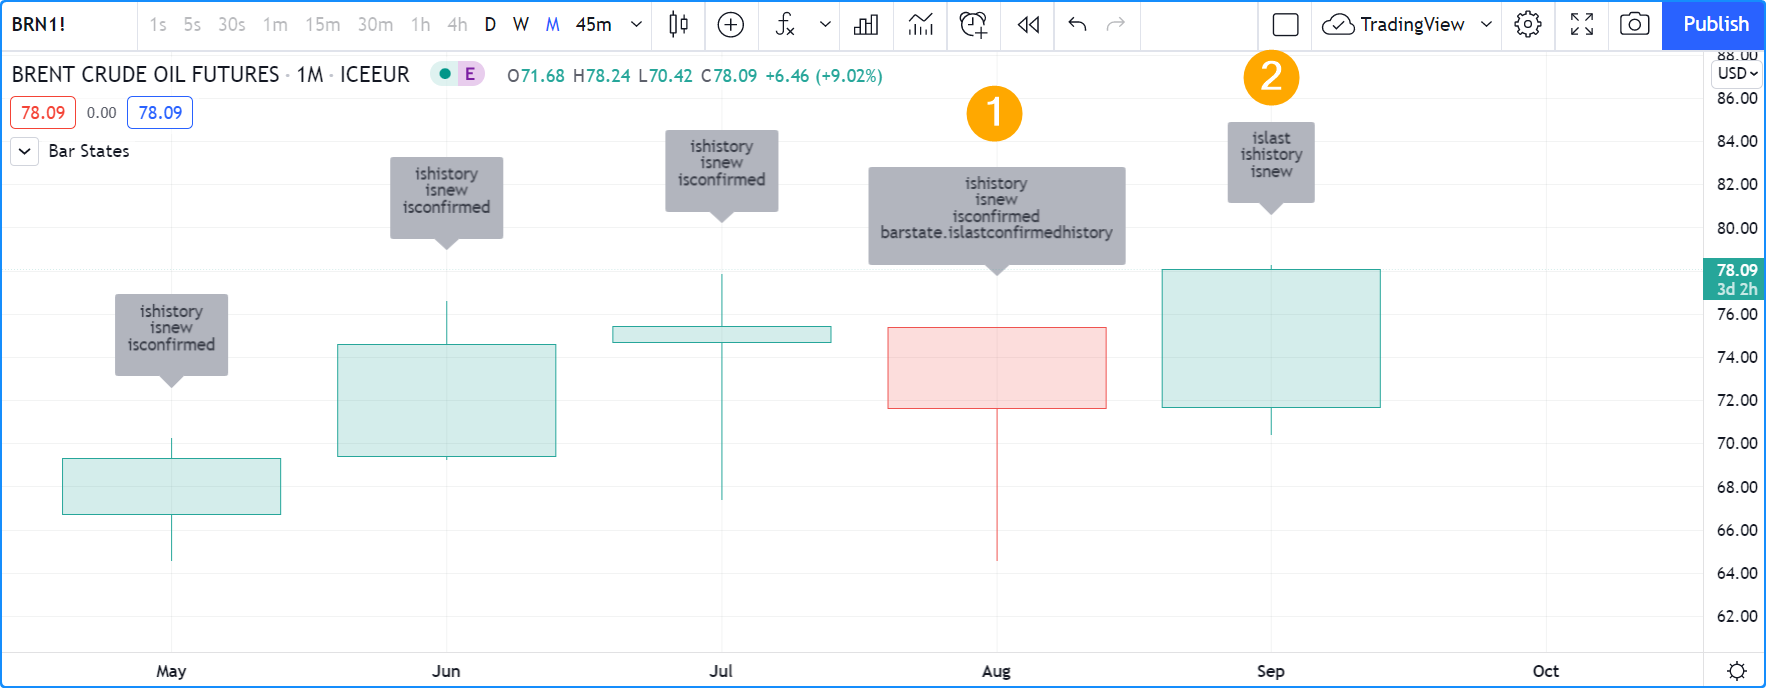 BRN1! 1s 5s 30s 1m 15m 30m 1h 4h D W M 45m TradingView Publish
BRENT CRUDE OIL FUTURES · 1M · ICEEUR E O71.68 H78.24 L70.42 C78.09 +6.46 (+9.02%)
78.09 0.00 78.09
Bar States
ishistory
isnew
isconfirmed
ishistory
isnew
isconfirmed
ishistory
isnew
isconfirmed
1
ishistory
isnew
isconfirmed
barstate.islastconfirmedhistory
2
islast
ishistory
isnew
88.00
USD
86.00
84.00
82.00
80.00
78.09
3d 2h
76.00
74.00
72.00
70.00
68.00
66.00
64.00
62.00
May Jun Jul Aug Sep Oct